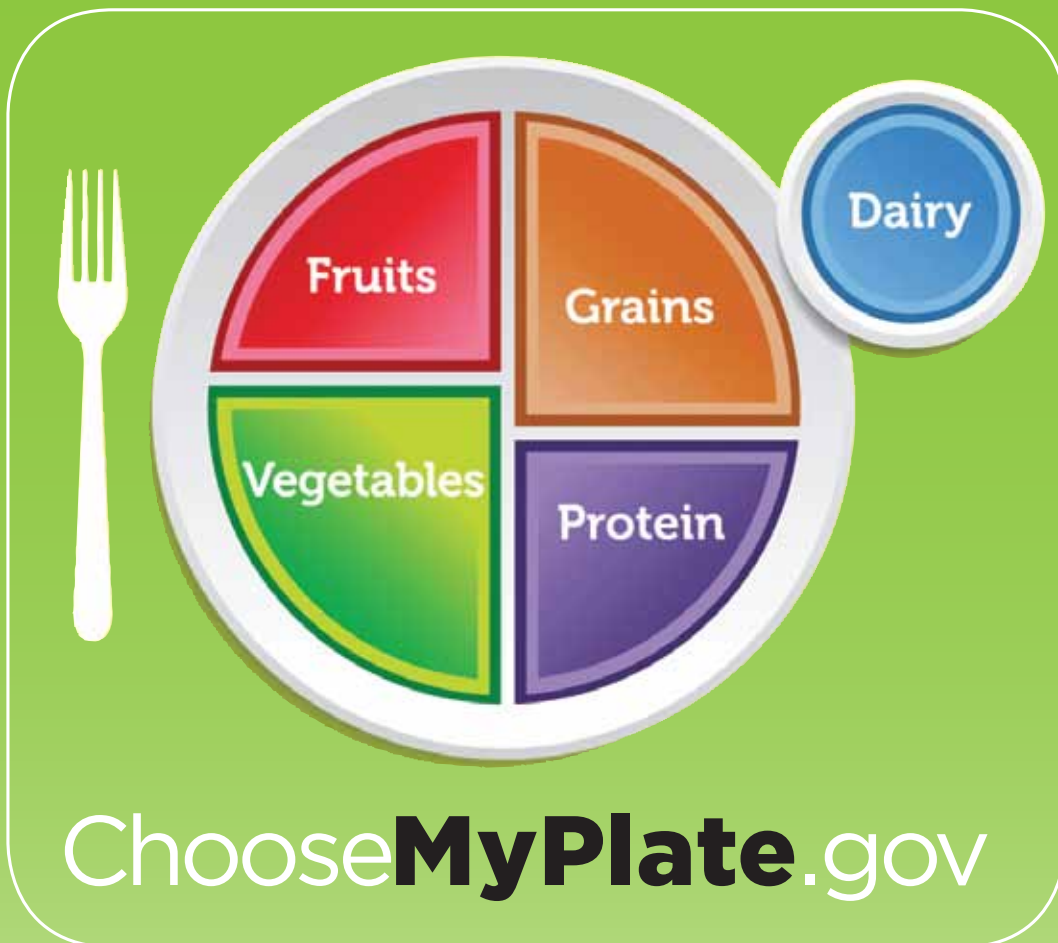 Fruits
Grains
Dairy
Vegetables
Protein
ChooseMyPlate.gov